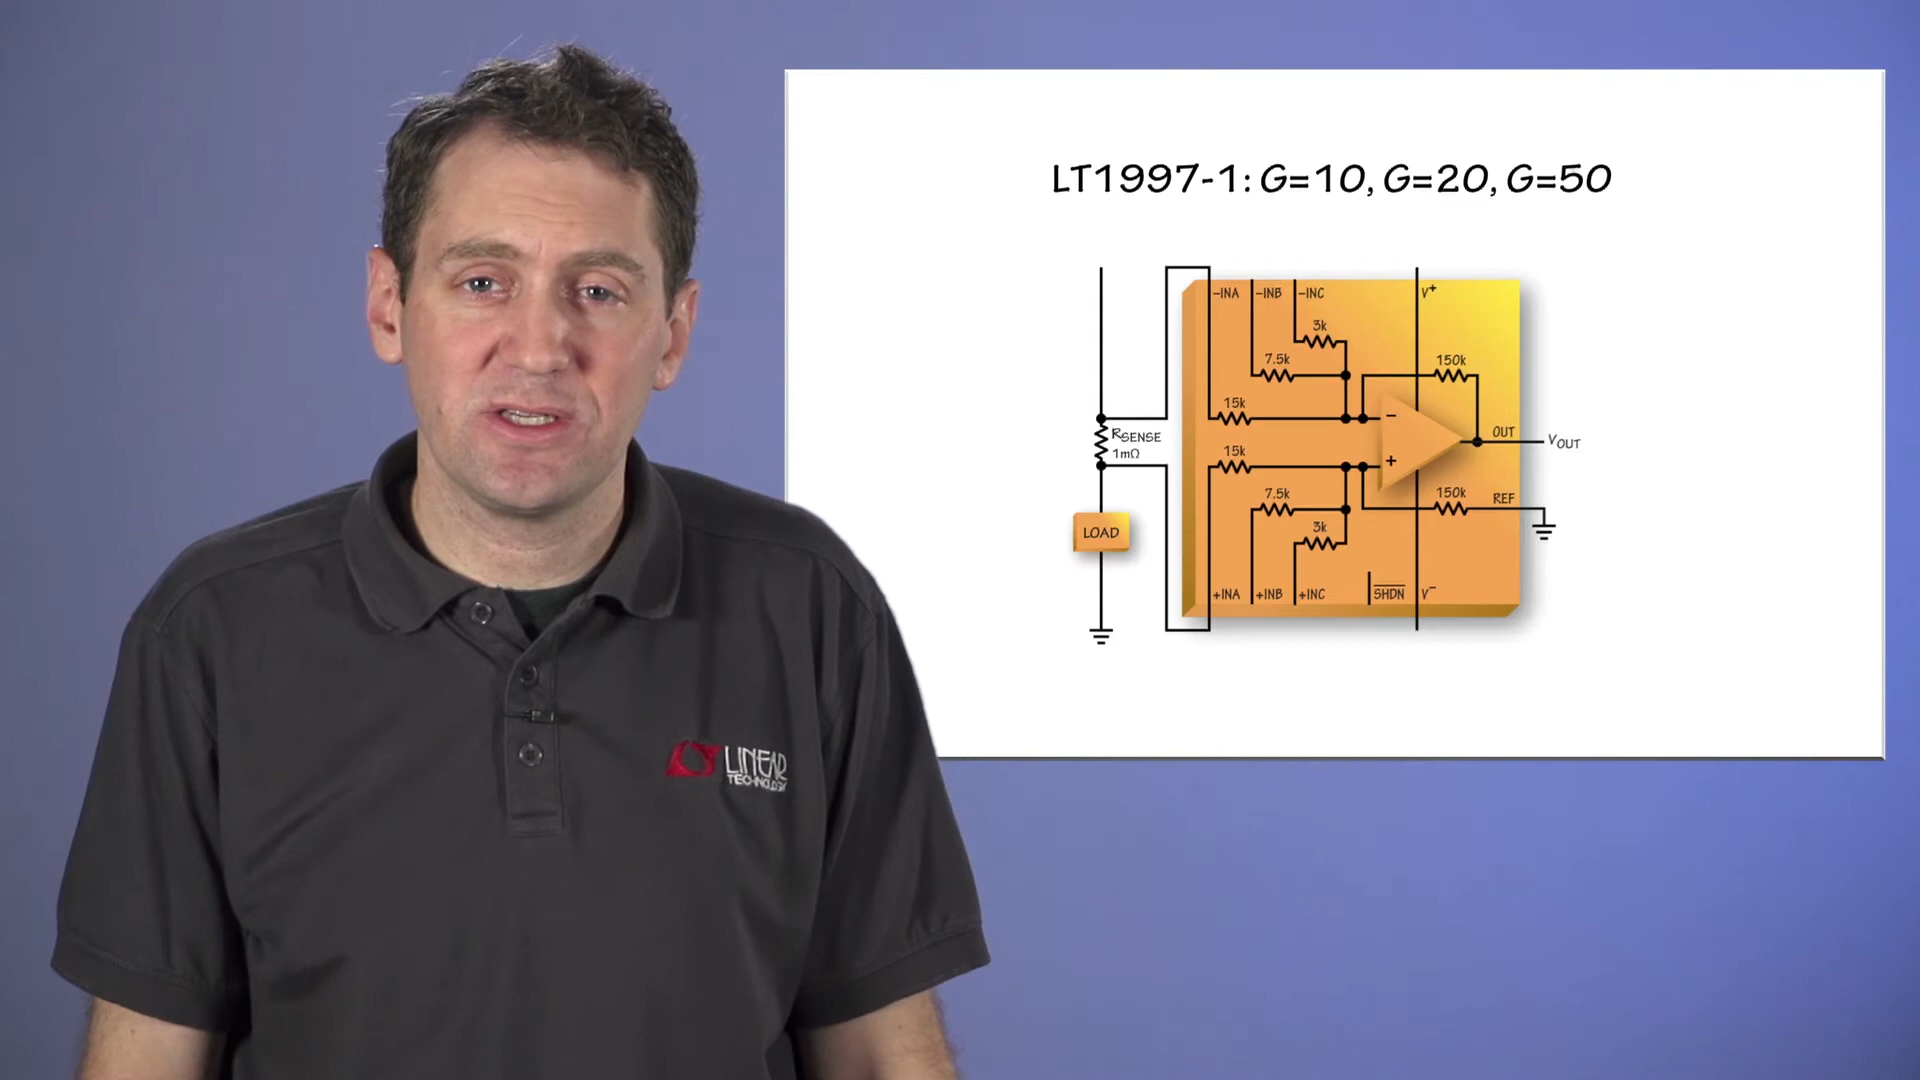 LT1997-1: G=10, G=20, G=50
-INA -INB -INC V+
3k
7.5k 150k
15k
RSENSE
1mΩ
OUT VOUT
15k
7.5k 150k REF
3k
LOAD
+INA +INB +INC SHDN V-
LINEAR
TECHNOLOGY